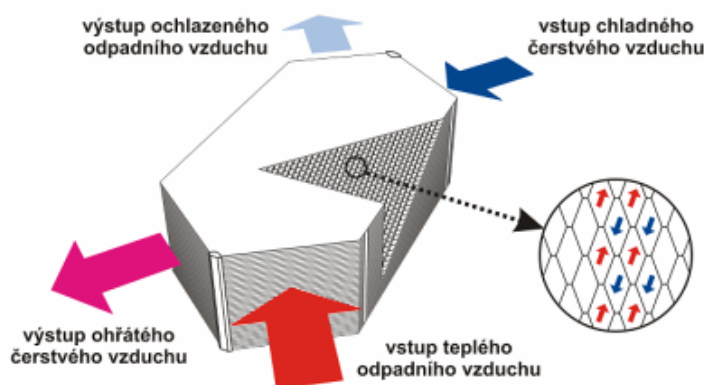 výstup ochlazeného
odpadního vzduchu
vstup chladného
čerstvého vzduchu
výstup ohřátého
čerstvého vzduchu
vstup teplého
odpadního vzduchu